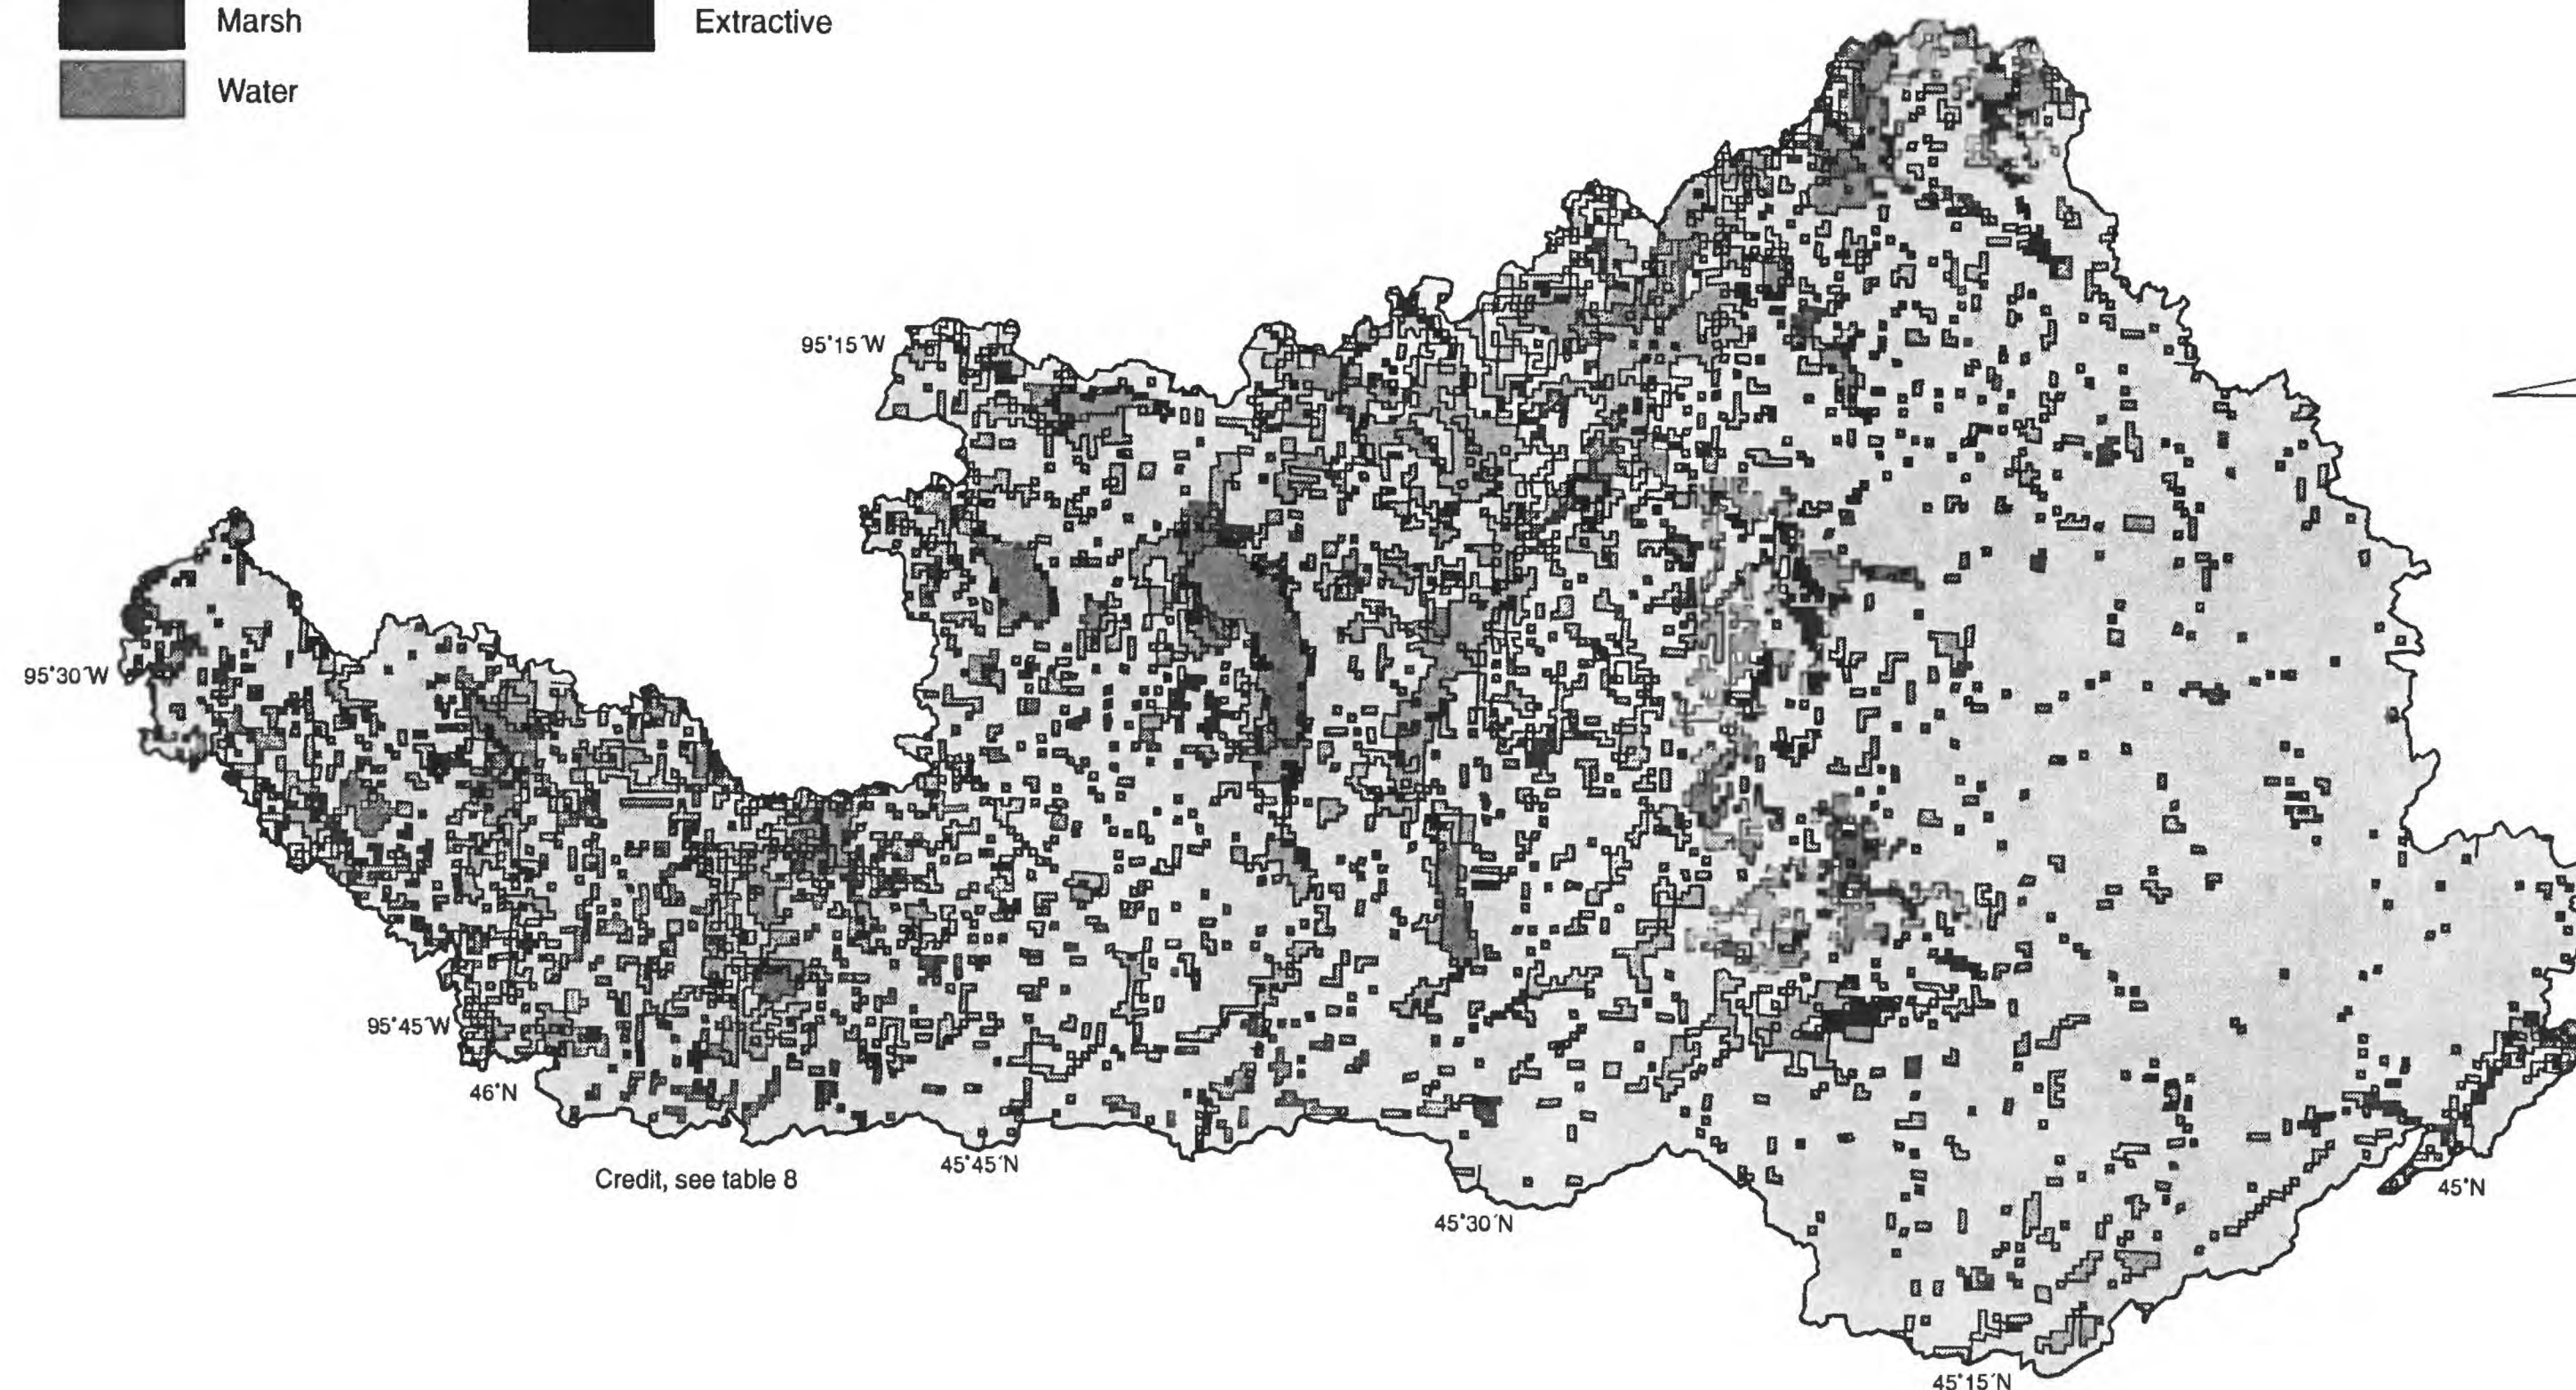 Marsh
Extractive
Water
95°15′W
95°30′W
95°45′W
46°N
45°45′N
Credit, see table 8
45°30′N
45°N
45°15′N